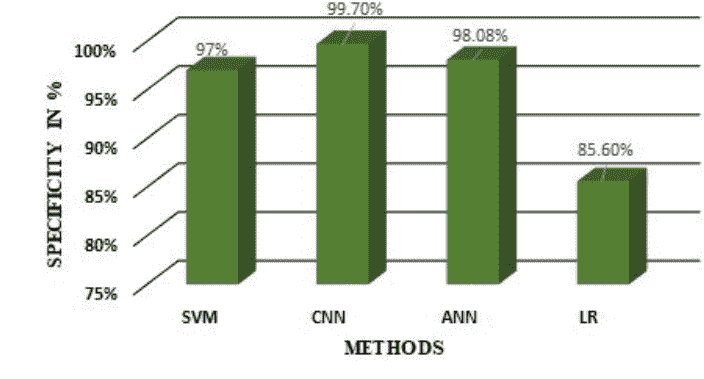 99.70%
98.08%
97%
85.60%
100%
95%
90%
85%
80%
75%
SPECIFICITY IN %
SVM
CNN
ANN
LR
METHODS